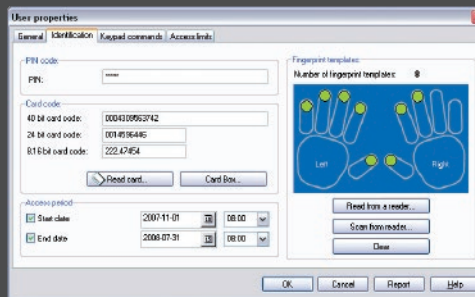 User properties
General Identification Keypad commands Access limits
PIN code:
PIN: *****
Card code:
40 bit card code: 0004309563742
24 bit card code: 0014596446
8.16 bit card code: 222,47454
Read card... Card Box...
Access period
Start date 2007-11-01 08:00
End date 2008-07-31 08:00
Fingerprint templates:
Number of fingerprint templates: 8
Left Right
Read from a reader...
Scan from reader...
Clear
OK Cancel Report Help